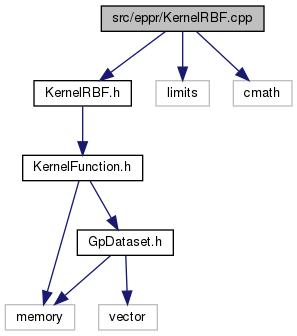 src/eppr/KernelRBF.cpp
KernelRBF.h
limits
cmath
KernelFunction.h
GpDataset.h
memory
vector